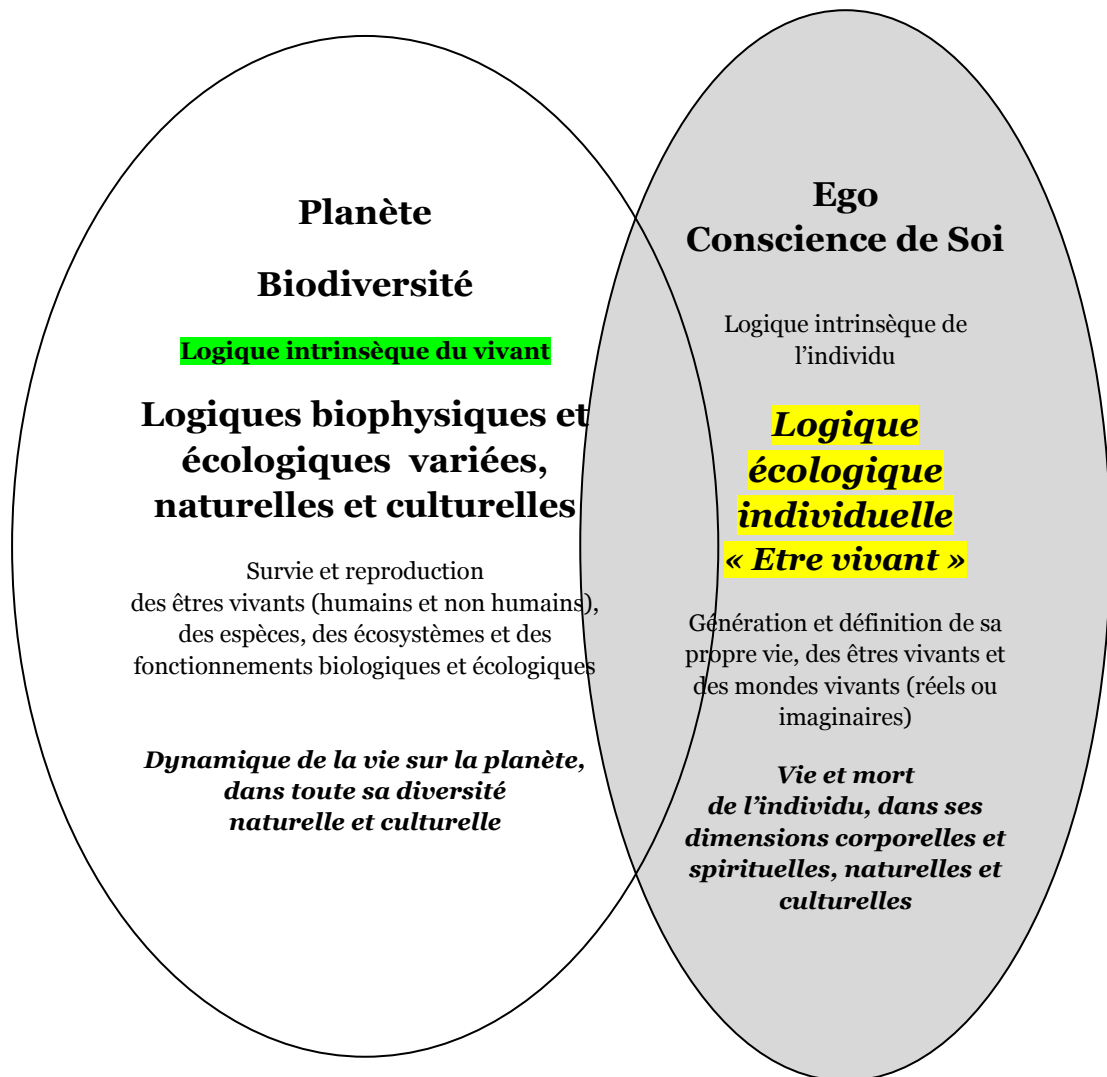 Planète
Biodiversité
Logique intrinsèque du vivant
Logiques biophysiques et
écologiques variées,
naturelles et culturelles
Survie et reproduction
des êtres vivants (humains et non humains),
des espèces, des écosystèmes et des
fonctionnements biologiques et écologiques
Dynamique de la vie sur la planète,
dans toute sa diversité
naturelle et culturelle
Ego
Conscience de Soi
Logique intrinsèque de
l’individu
Logique
écologique
individuelle
« Etre vivant »
Génération et définition de sa
propre vie, des êtres vivants et
des mondes vivants (réels ou
imaginaires)
Vie et mort
de l’individu, dans ses
dimensions corporelles et
spirituelles, naturelles et
culturelles